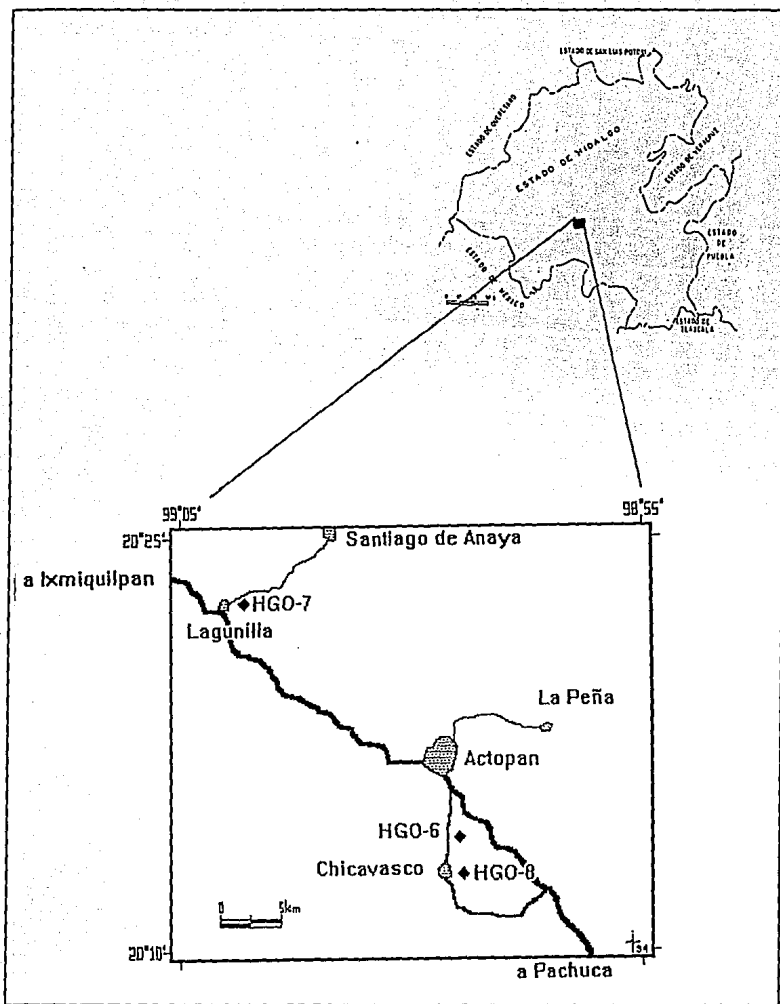 ESTADO DE SAN LUIS POTOSI
ESTADO DE QUERETARO
ESTADO DE HIDALGO
ESTADO DE VERACRUZ
ESTADO
DE
PUEBLA
ESTADO DE MEXICO
ESTADO DE
TLAXCALA
99°05'
98°55'
20°25'
Santiago de Anaya
a Ixmiquilpan
HGO-7
Lagunilla
La Peña
Actopan
HGO-6
Chicavasco
HGO-8
0 5km
20°10'
a Pachuca